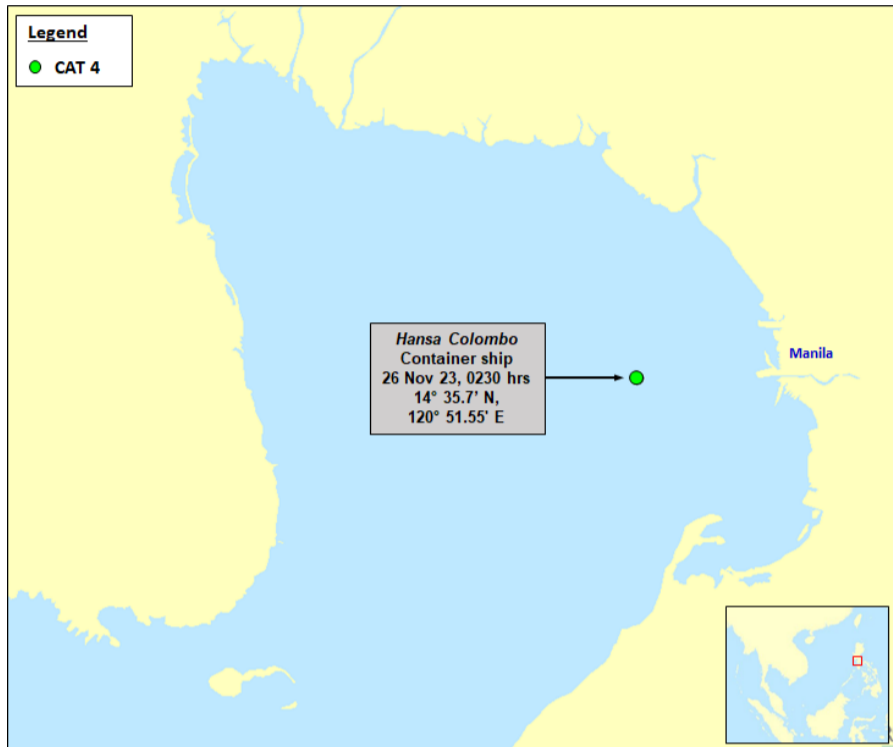 Legend
CAT 4
Hansa Colombo
Container ship
26 Nov 23, 0230 hrs
14° 35.7' N,
120° 51.55' E
Manila